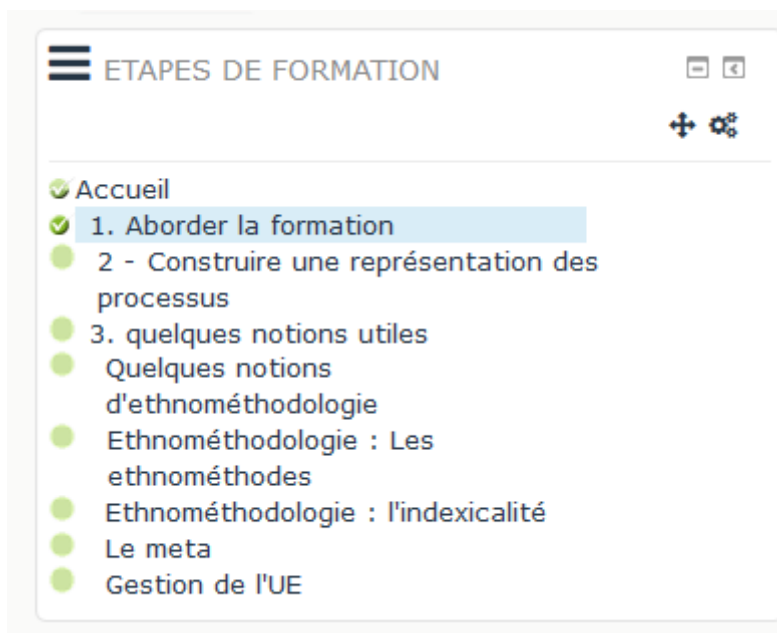 ETAPES DE FORMATION
Accueil
1. Aborder la formation
2 - Construire une représentation des
processus
3. quelques notions utiles
Quelques notions
d'ethnométhodologie
Ethnométhodologie : Les
ethnométhodes
Ethnométhodologie : l'indexicalité
Le meta
Gestion de l'UE